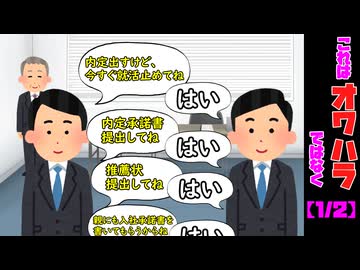 内定出すけど、
今すぐ就活止めてね
はい
内定承諾書
提出してね
はい
推薦状
提出してね
はい
親にも入社承諾書を
書いてもらうからね
はい
これは
オワハラ
ではなく
【1/2】